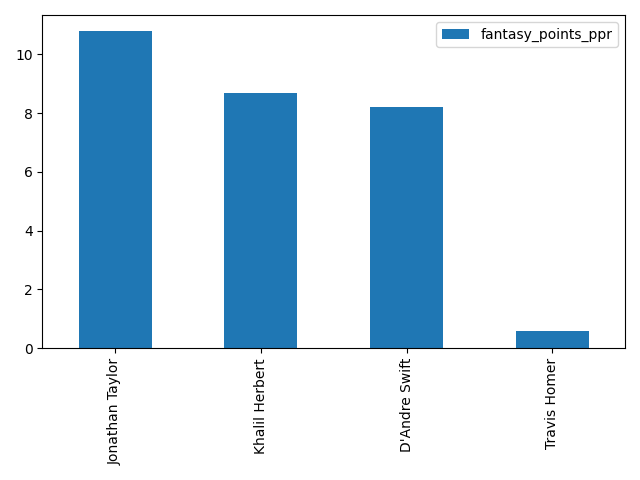 fantasy_points_ppr
10
8
6
4
2
0
Jonathan Taylor
Khalil Herbert
D'Andre Swift
Travis Homer